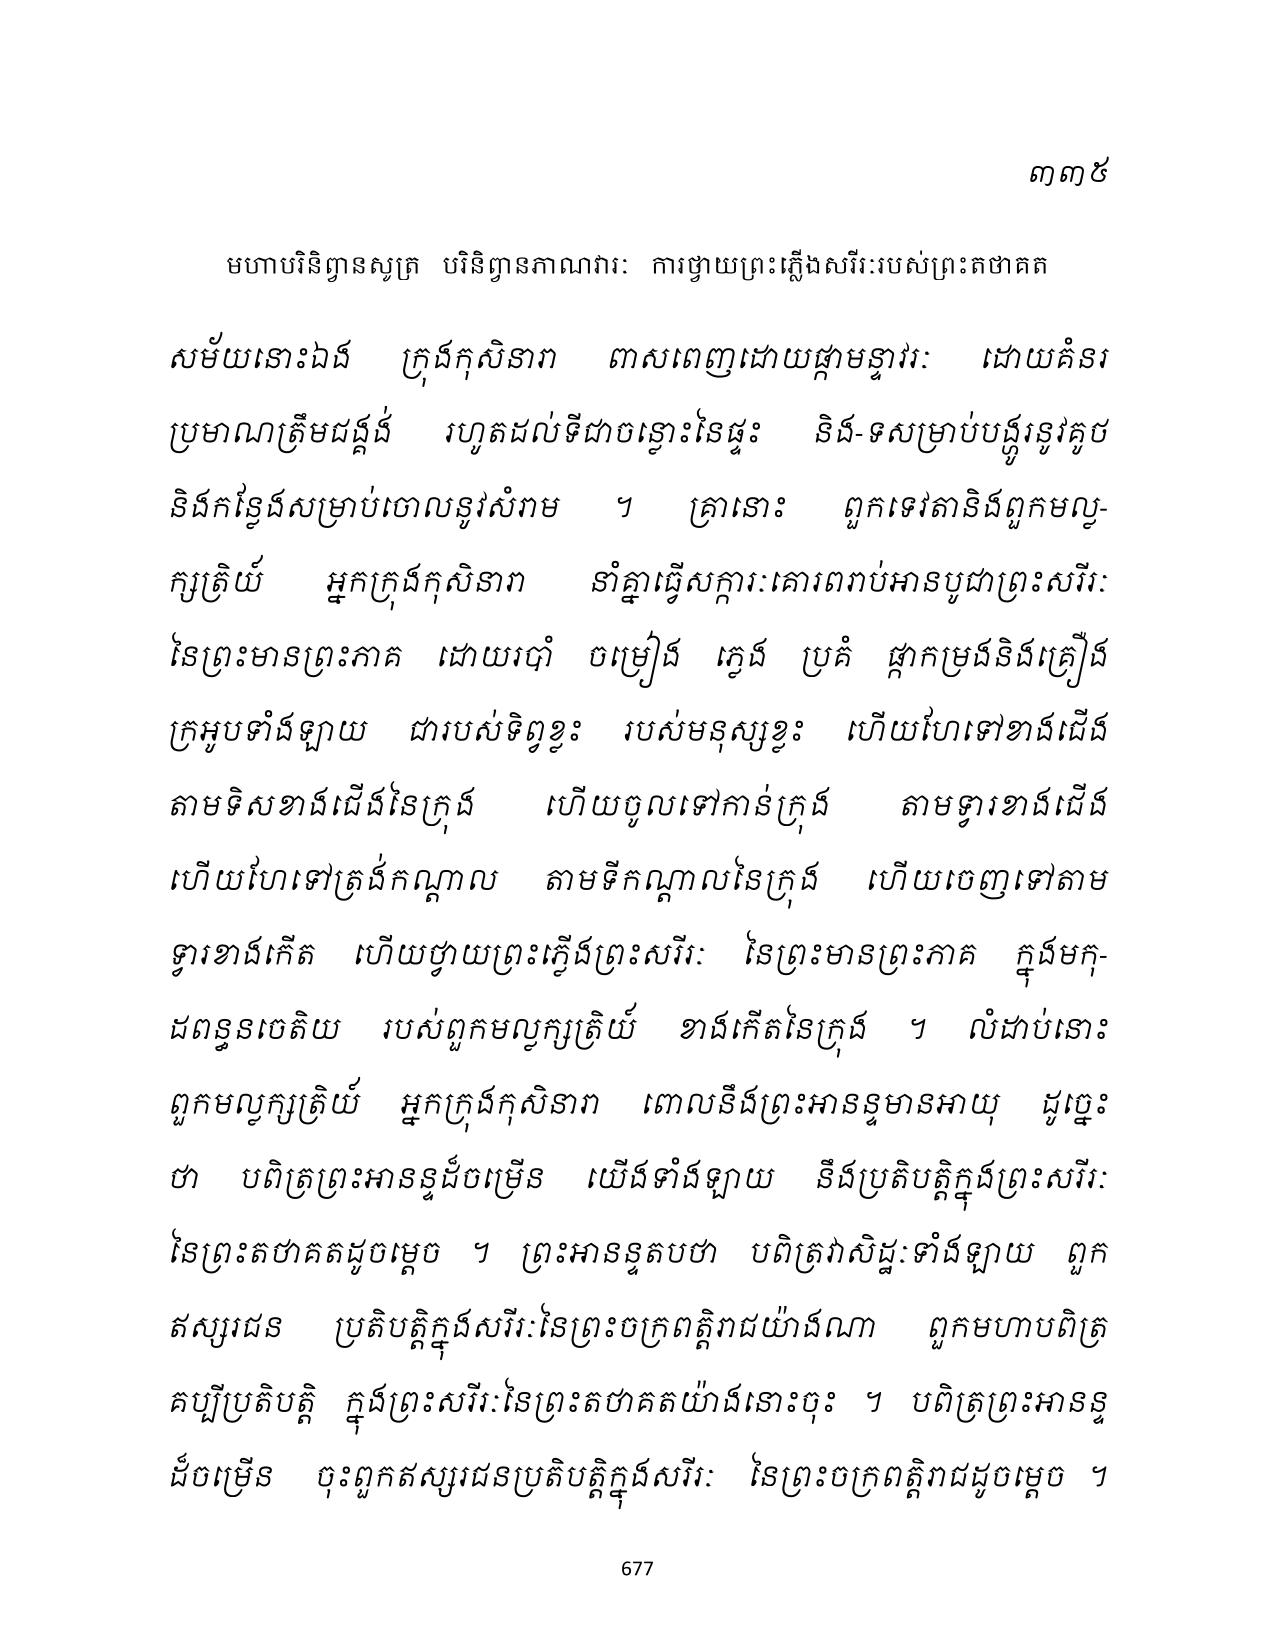 ៣៣៥
មហាបរិនិព្វានសូត្រ បរិនិព្វានភាណវារៈ ការថ្វាយព្រះភ្លើងសរីរៈរបស់ព្រះតថាគត
សម័យនោះឯង ក្រុងកុសិនារា ពាសពេញដោយផ្កាមន្ទាវរៈ ដោយគំនរ
ប្រមាណត្រឹមជង្គង់ រហូតដល់ទីជាចន្លោះនៃផ្ទះ និង-ទសម្រាប់បង្ហូរនូវគូថ
និងកន្លែងសម្រាប់ចោលនូវសំរាម ។ គ្រានោះ ពួកទេវតានិងពួកមល្ល-
ក្សត្រិយ៍ អ្នកក្រុងកុសិនារា នាំគ្នាធ្វើសក្ការៈគោរពរាប់អានបូជាព្រះសរីរៈ
នៃព្រះមានព្រះភាគ ដោយរបាំ ចម្រៀង ភ្លេង ប្រគំ ផ្កាកម្រងនិងគ្រឿង
ក្រអូបទាំងឡាយ ជារបស់ទិព្វខ្លះ របស់មនុស្សខ្លះ ហើយហែទៅខាងជើង
តាមទិសខាងជើងនៃក្រុង ហើយចូលទៅកាន់ក្រុង តាមទ្វារខាងជើង
ហើយហែទៅត្រង់កណ្តាល តាមទីកណ្តាលនៃក្រុង ហើយចេញទៅតាម
ទ្វារខាងកើត ហើយថ្វាយព្រះភ្លើងព្រះសរីរៈ នៃព្រះមានព្រះភាគ ក្នុងមកុ-
ដពន្ធនចេតិយ របស់ពួកមល្លក្សត្រិយ៍ ខាងកើតនៃក្រុង ។ លំដាប់នោះ
ពួកមល្លក្សត្រិយ៍ អ្នកក្រុងកុសិនារា ពោលនឹងព្រះអានន្ទមានអាយុ ដូច្នេះ
ថា បពិត្រព្រះអានន្ទដ៏ចម្រើន យើងទាំងឡាយ នឹងប្រតិបត្តិក្នុងព្រះសរីរៈ
នៃព្រះតថាគតដូចម្តេច ។ ព្រះអានន្ទតបថា បពិត្រវាសិដ្ឋៈទាំងឡាយ ពួក
ឥស្សរជន ប្រតិបត្តិក្នុងសរីរៈនៃព្រះចក្រពត្តិរាជយ៉ាងណា ពួកមហាបពិត្រ
គប្បីប្រតិបត្តិ ក្នុងព្រះសរីរៈនៃព្រះតថាគតយ៉ាងនោះចុះ ។ បពិត្រព្រះអានន្ទ
ដ៏ចម្រើន ចុះពួកឥស្សរជនប្រតិបត្តិក្នុងសរីរៈ នៃព្រះចក្រពត្តិរាជដូចម្តេច ។
677